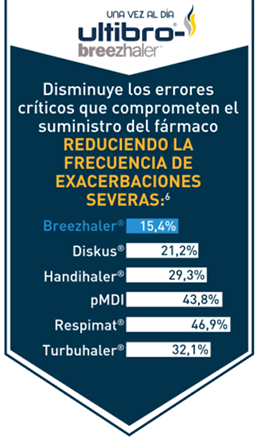 UNA VEZ AL DÍA
ultibro®
breezhaler®
Disminuye los errores
críticos que comprometen el
suministro del fármaco
REDUCIENDO LA
FRECUENCIA DE
EXACERBACIONES
SEVERAS:⁶
Breezhaler® 15,4%
Diskus® 21,2%
Handihaler® 29,3%
pMDI 43,8%
Respimat® 46,9%
Turbuhaler® 32,1%